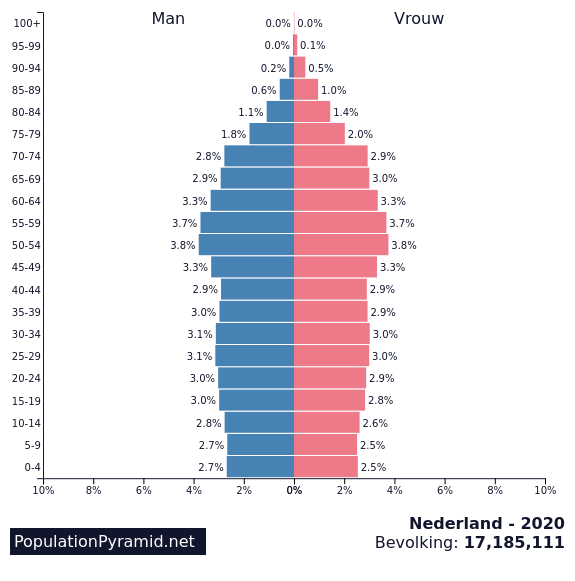 Man Vrouw
100+ 0.0% 0.0%
95-99 0.0% 0.1%
90-94 0.2% 0.5%
85-89 0.6% 1.0%
80-84 1.1% 1.4%
75-79 1.8% 2.0%
70-74 2.8% 2.9%
65-69 2.9% 3.0%
60-64 3.3% 3.3%
55-59 3.7% 3.7%
50-54 3.8% 3.8%
45-49 3.3% 3.3%
40-44 2.9% 2.9%
35-39 3.0% 2.9%
30-34 3.1% 3.0%
25-29 3.1% 3.0%
20-24 3.0% 2.9%
15-19 3.0% 2.8%
10-14 2.8% 2.6%
5-9 2.7% 2.5%
0-4 2.7% 2.5%
10% 8% 6% 4% 2% 0% 2% 4% 6% 8% 10%
Nederland - 2020
PopulationPyramid.net
Bevolking: 17,185,111